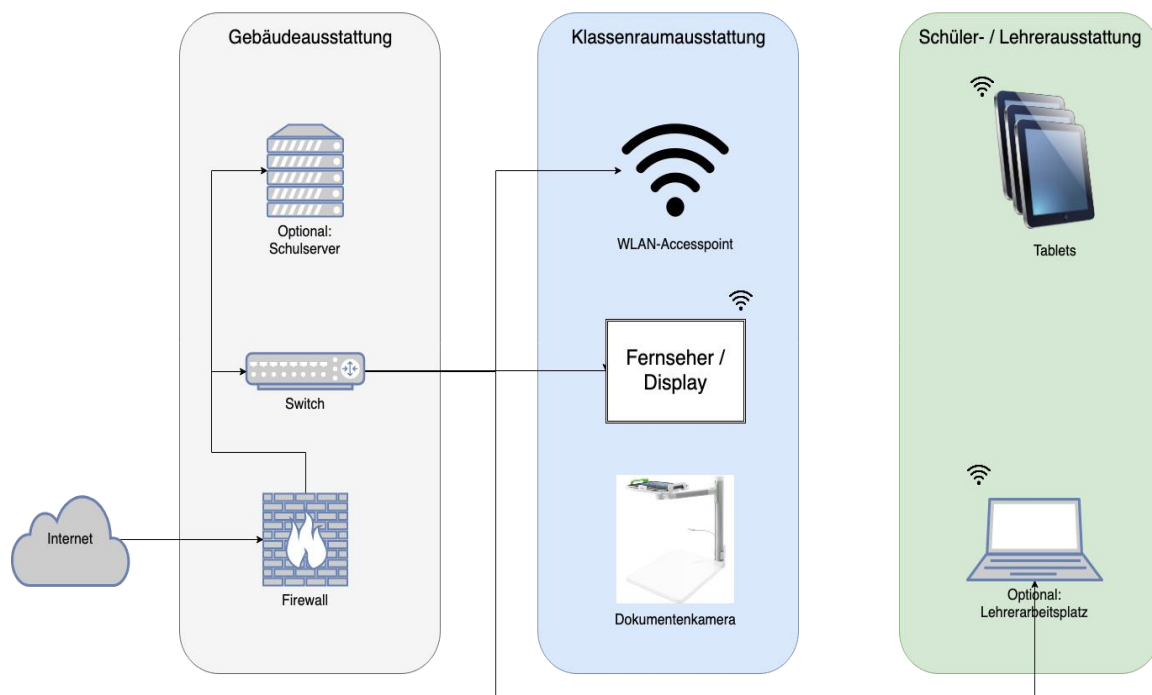 Gebäudeausstattung
Klassenraumausstattung
Schüler- / Lehrerausstattung
Optional:
Schulserver
WLAN-Accesspoint
Tablets
Fernseher /
Display
Switch
Internet
Firewall
Dokumentenkamera
Optional:
Lehrerarbeitsplatz